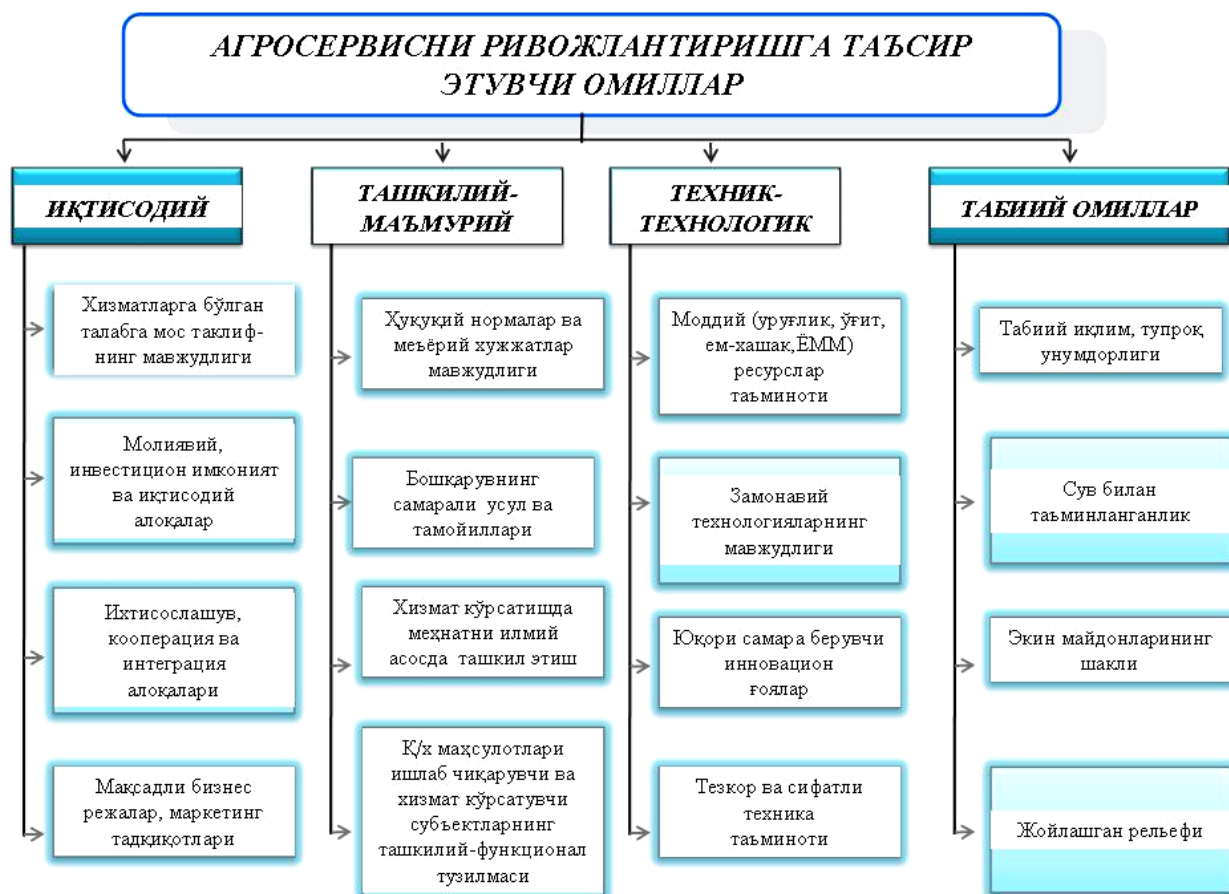 АГРОСЕРВИСНИ РИВОЖЛАНТИРИШГА ТАЪСИР
ЭТУВЧИ ОМИЛЛАР
ИҚТИСОДИЙ
Хизматларга бўлган
талабга мос таклиф-
нинг мавжудлиги
Молиявий,
инвестицион имконият
ва иқтисодий
алоқалар
Ихтисослашув,
кооперация ва
интеграция
алоқалари
Мақсадли бизнес
режалар, маркетинг
тадқиқотлари
ТАШКИЛИЙ-
МАЪМУРИЙ
Ҳуқуқий нормалар ва
меъёрий хужжатлар
мавжудлиги
Бошқарувнинг
самарали усул ва
тамойиллари
Хизмат кўрсатишда
меҳнатни илмий
асосда ташкил этиш
Қ/х маҳсулотлари
ишлаб чиқарувчи ва
хизмат кўрсатувчи
субъектларнинг
ташкилий-функционал
тузилмаси
ТЕХНИК-
ТЕХНОЛОГИК
Моддий (уруғлик, ўғит,
ем-хашак,ЁММ)
ресурслар
таъминоти
Замонавий
технологияларнинг
мавжудлиги
Юқори самара берувчи
инновацион
ғоялар
Тезкор ва сифатли
техника
таъминоти
ТАБИИЙ ОМИЛЛАР
Табиий иқлим, тупроқ
унумдорлиги
Сув билан
таъминланганлик
Экин майдонларининг
шакли
Жойлашган рельефи